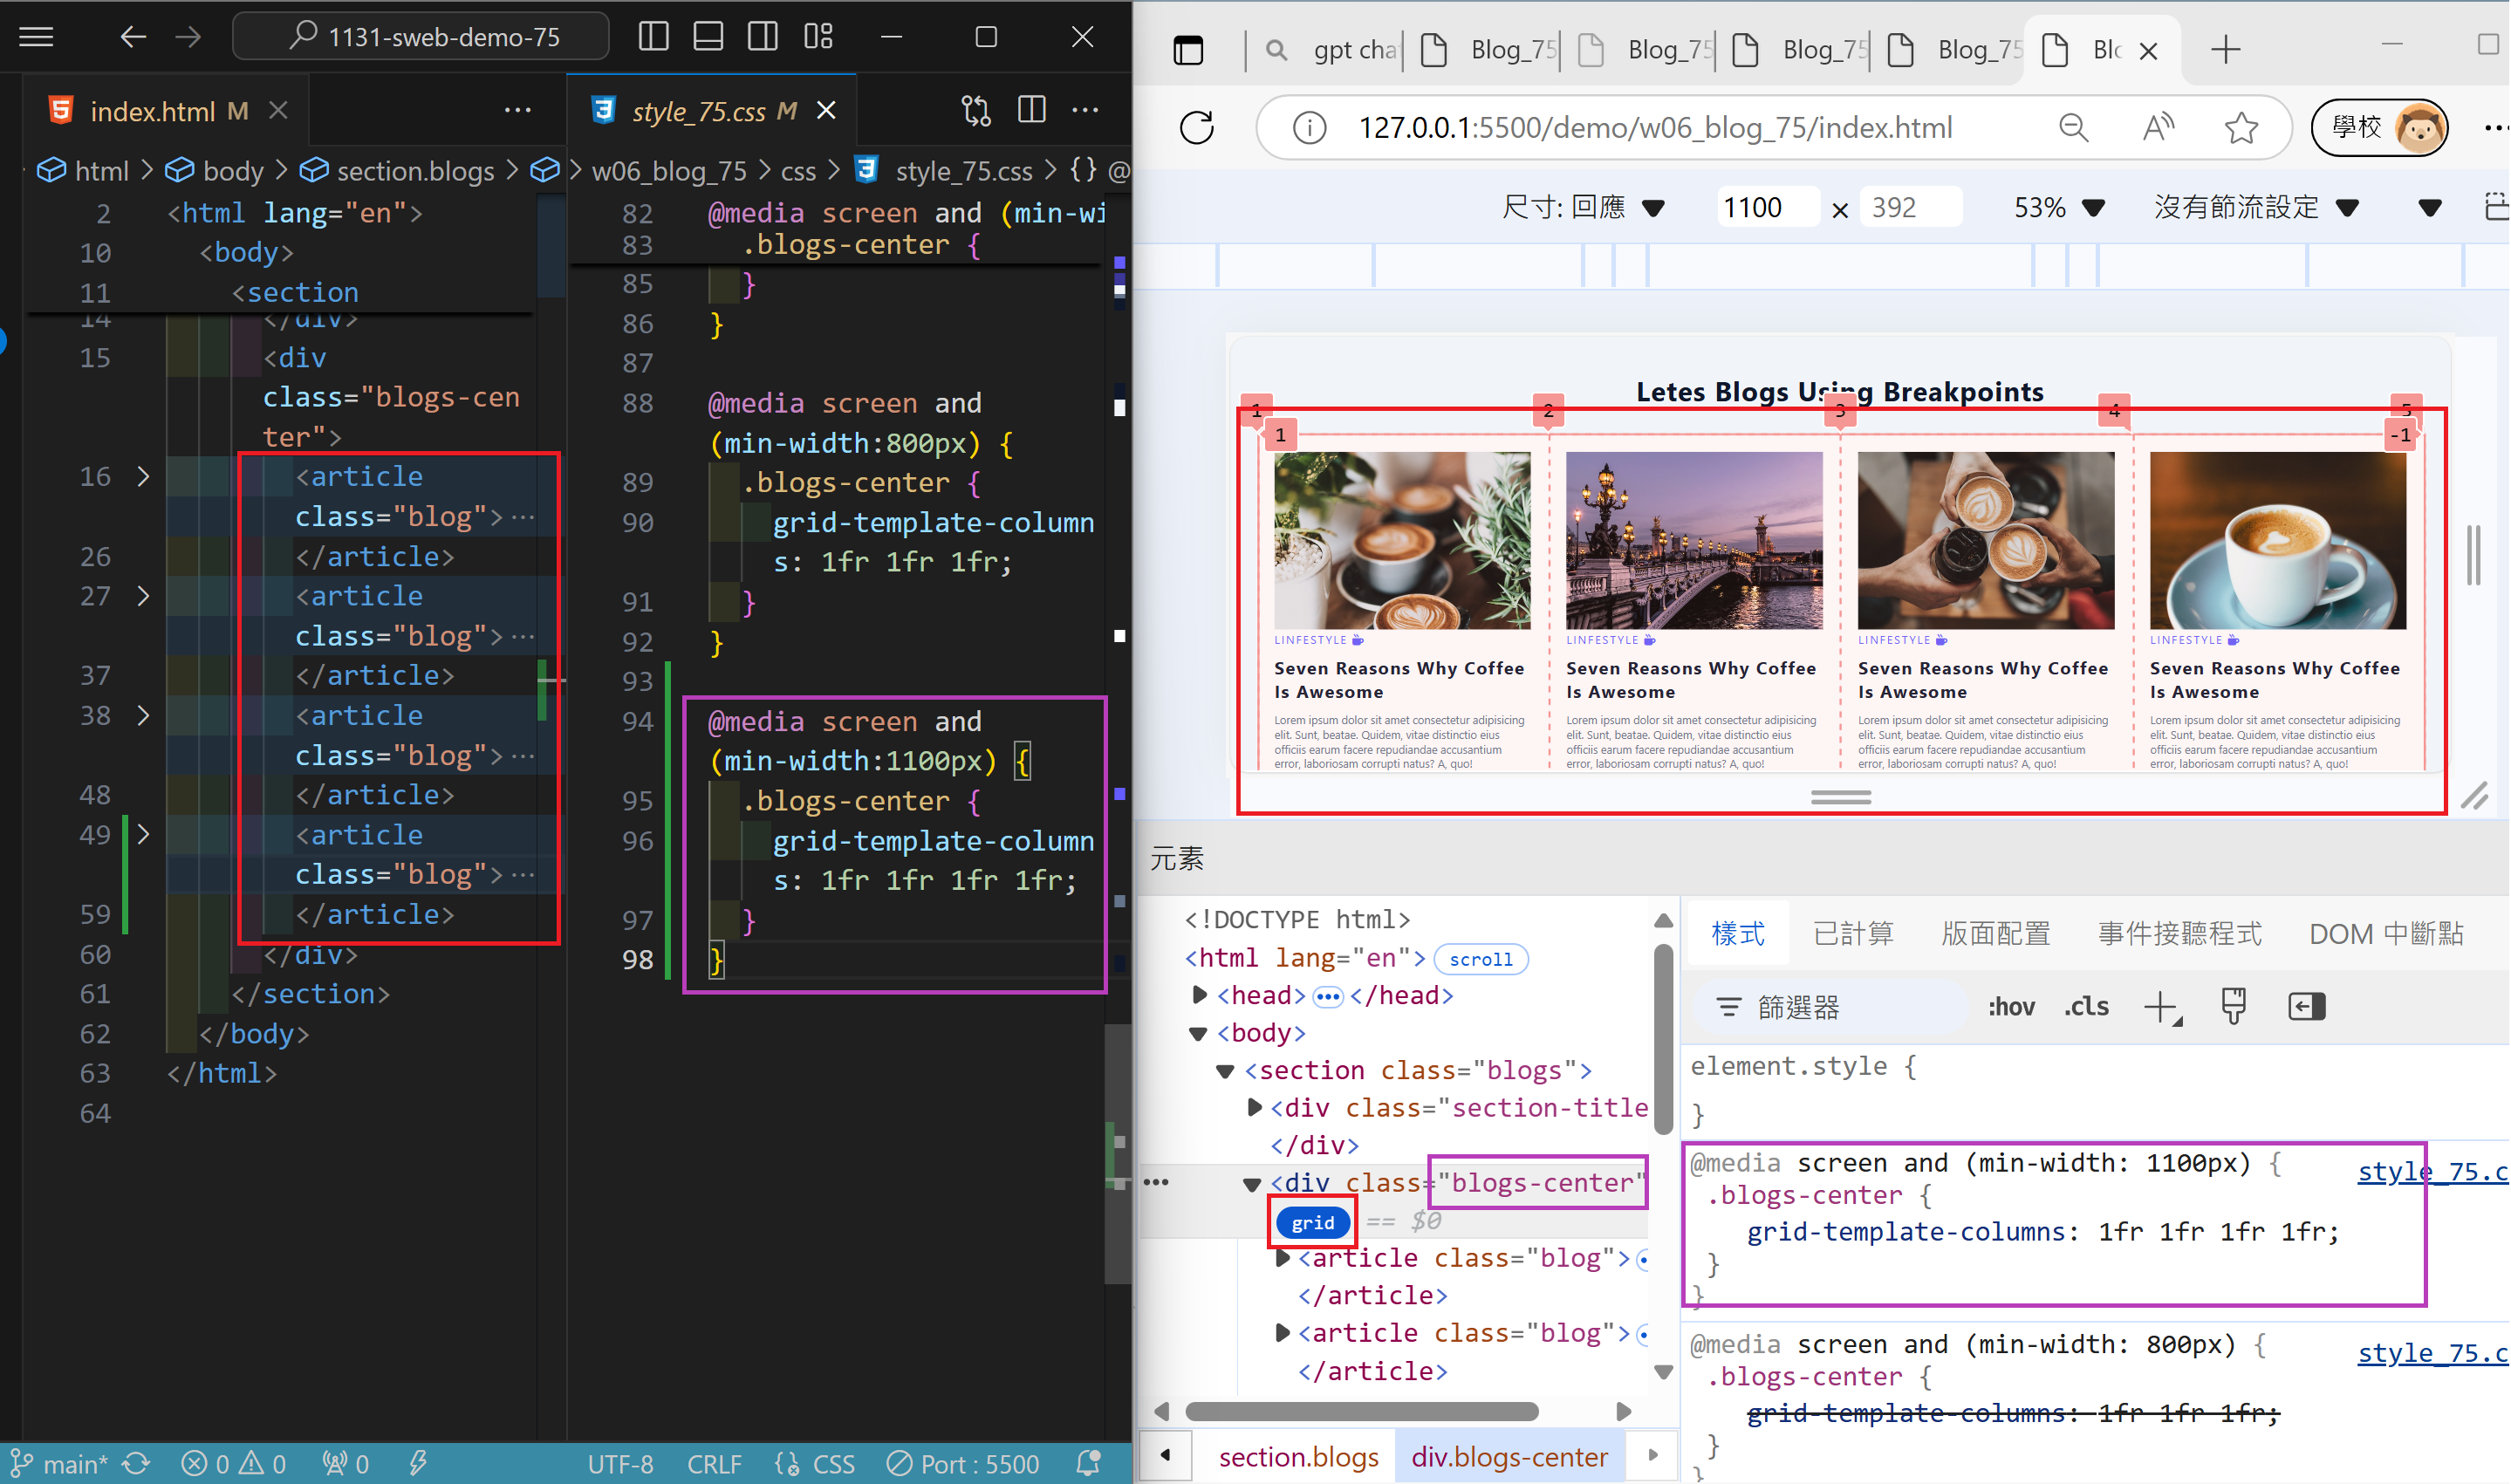 1131-sweb-demo-75
index.html M
style_75.css M
html > body > section.blogs >
> w06_blog_75 > css > style_75.css > {} @
2 <html lang="en">
10 <body>
11 <section
14 </div>
15 <div
class="blogs-cen
ter">
16 <article
class="blog">···
26 </article>
27 <article
class="blog">···
37 </article>
38 <article
class="blog">···
48 </article>
49 <article
class="blog">···
59 </article>
60 </div>
61 </section>
62 </body>
63 </html>
64
82 @media screen and (min-wi
83 .blogs-center {
85 }
86 }
87
88 @media screen and
(min-width:800px) {
89 .blogs-center {
90 grid-template-column
s: 1fr 1fr 1fr;
91 }
92 }
93
94 @media screen and
(min-width:1100px) {
95 .blogs-center {
96 grid-template-column
s: 1fr 1fr 1fr 1fr;
97 }
98 }
main* 0 0 0
UTF-8 CRLF {} CSS Port : 5500
gpt cha Blog_75 Blog_75 Blog_75 Blog_75 Blo
127.0.0.1:5500/demo/w06_blog_75/index.html
學校
尺寸: 回應 1100 × 392 53% 沒有節流設定
Letes Blogs Using Breakpoints
1 2 3 4 5
1 -1
LINFESTYLE LINFESTYLE LINFESTYLE LINFESTYLE
Seven Reasons Why Coffee Seven Reasons Why Coffee Seven Reasons Why Coffee Seven Reasons Why Coffee
Is Awesome Is Awesome Is Awesome Is Awesome
Lorem ipsum dolor sit amet consectetur adipisicing Lorem ipsum dolor sit amet consectetur adipisicing Lorem ipsum dolor sit amet consectetur adipisicing Lorem ipsum dolor sit amet consectetur adipisicing
elit. Sunt, beatae. Quidem, vitae distinctio eius elit. Sunt, beatae. Quidem, vitae distinctio eius elit. Sunt, beatae. Quidem, vitae distinctio eius elit. Sunt, beatae. Quidem, vitae distinctio eius
officiis earum facere repudiandae accusantium officiis earum facere repudiandae accusantium officiis earum facere repudiandae accusantium officiis earum facere repudiandae accusantium
error, laboriosam corrupti natus? A, quo! error, laboriosam corrupti natus? A, quo! error, laboriosam corrupti natus? A, quo! error, laboriosam corrupti natus? A, quo!
元素
<!DOCTYPE html>
<html lang="en"> scroll
<head> ••• </head>
<body>
<section class="blogs">
<div class="section-title
</div>
<div class="blogs-center"
grid == $0
<article class="blog">
</article>
<article class="blog">
</article>
section.blogs div.blogs-center
樣式 已計算 版面配置 事件接聽程式 DOM 中斷點
篩選器 :hov .cls
element.style {
}
@media screen and (min-width: 1100px) { style_75.c
.blogs-center {
grid-template-columns: 1fr 1fr 1fr 1fr;
}
}
@media screen and (min-width: 800px) { style_75.c
.blogs-center {
grid-template-columns: 1fr 1fr 1fr;
}
}